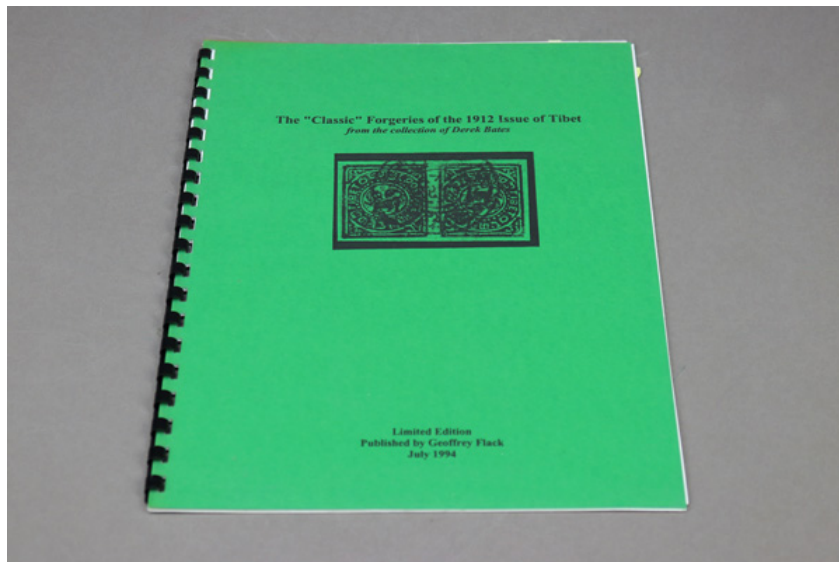 The "Classic" Forgeries of the 1912 Issue of Tibet
from the collection of Derek Bates
Limited Edition
Published by Geoffrey Flack
July 1994